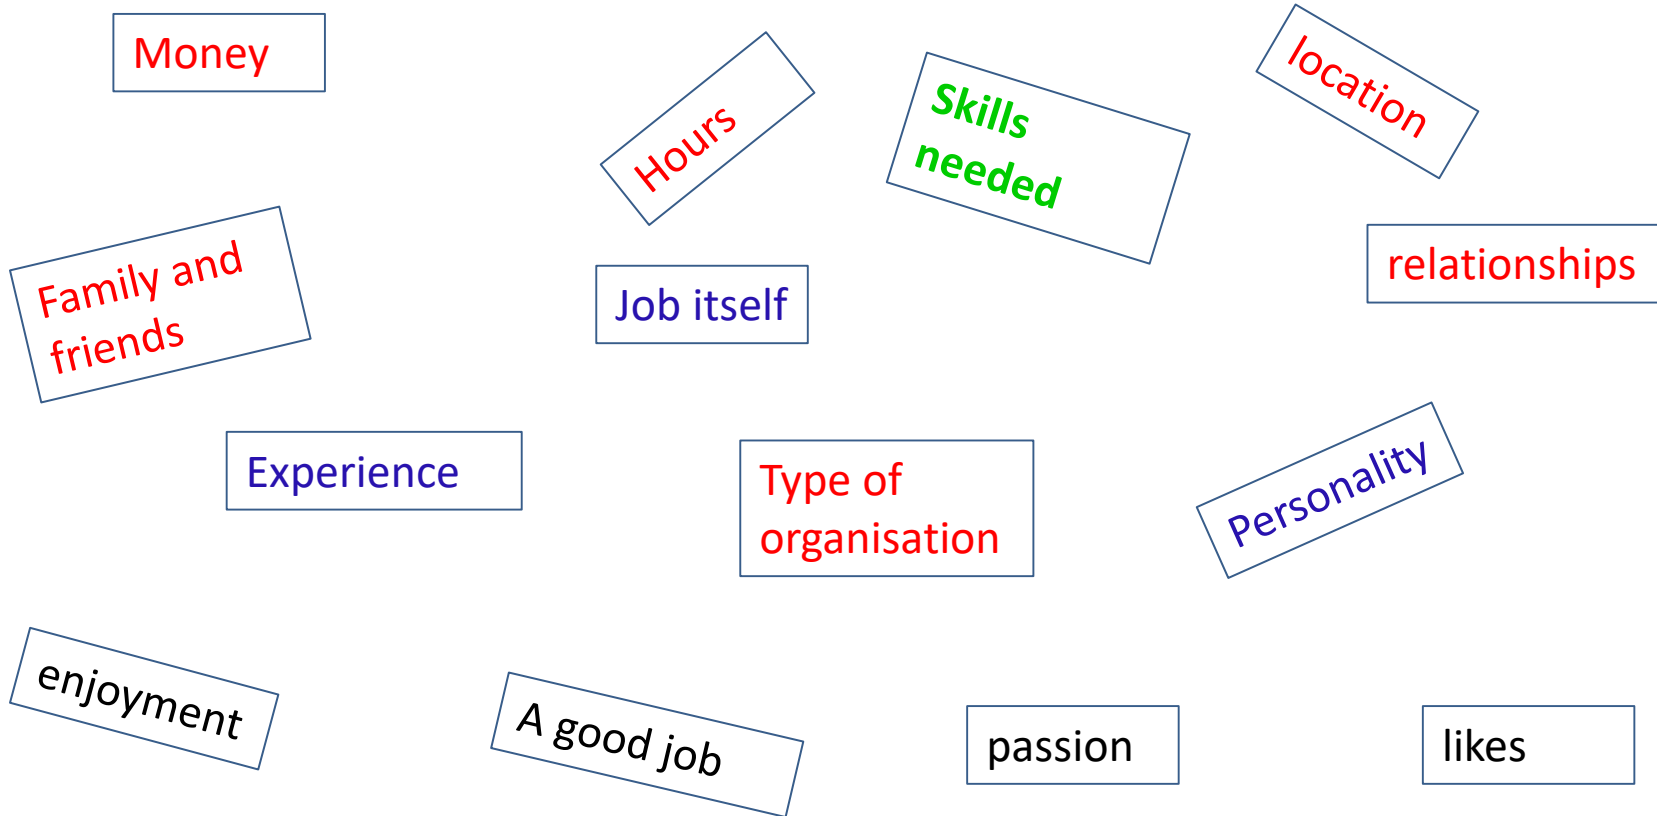 Money
Hours
Skills
needed
location
Family and
friends
Job itself
relationships
Experience
Type of
organisation
Personality
enjoyment
A good job
passion
likes